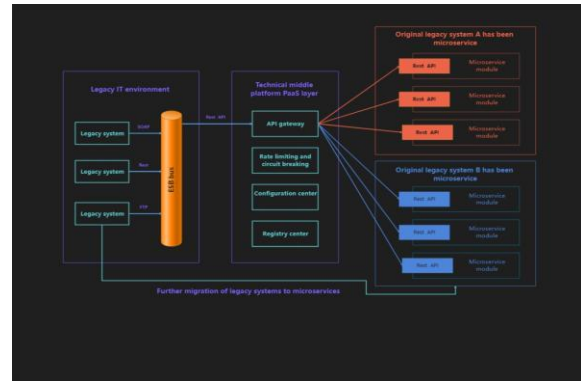 Original legacy system A has been
microservice
Rest API
Microservice
module
Rest API
Microservice
module
Rest API
Microservice
module
Legacy IT environment
Legacy system
SOAP
Legacy system
Rest
Legacy system
ESB bus
Rest API
Technical middle
platform PaaS layer
API gateway
Rate limiting and
circuit breaking
Configuration center
Registry center
Original legacy system B has been
microservice
Rest API
Microservice
module
Rest API
Microservice
module
Rest API
Microservice
module
Further migration of legacy systems to microservices